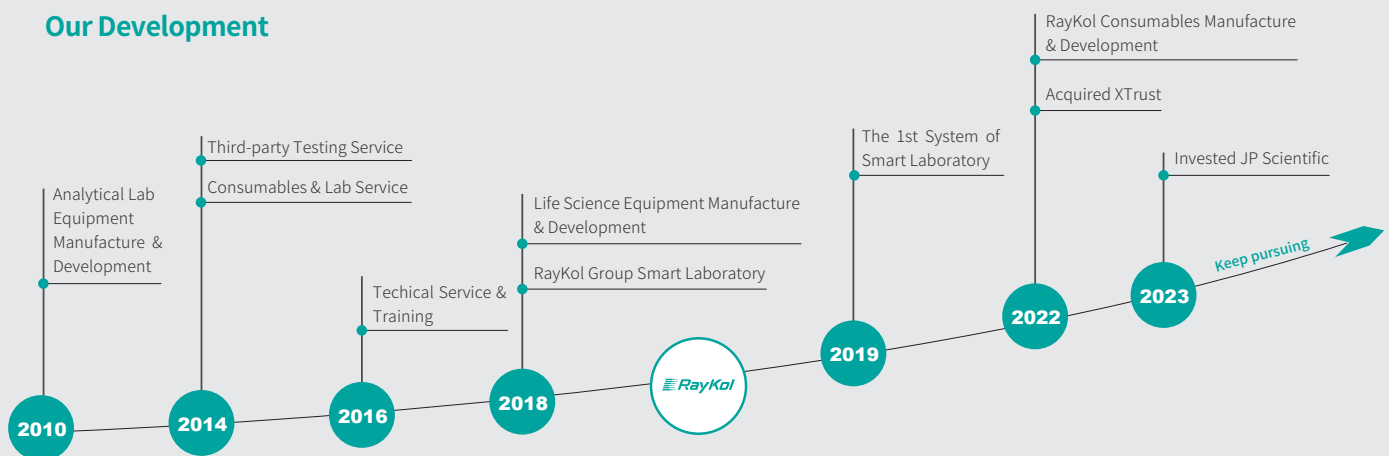 Our Development
Analytical Lab
Equipment
Manufacture &
Development
2010
Third-party Testing Service
Consumables & Lab Service
2014
Techical Service &
Training
2016
Life Science Equipment Manufacture
& Development
RayKol Group Smart Laboratory
2018
RayKol
The 1st System of
Smart Laboratory
2019
RayKol Consumables Manufacture
& Development
Acquired XTrust
2022
Invested JP Scientific
2023
Keep pursuing